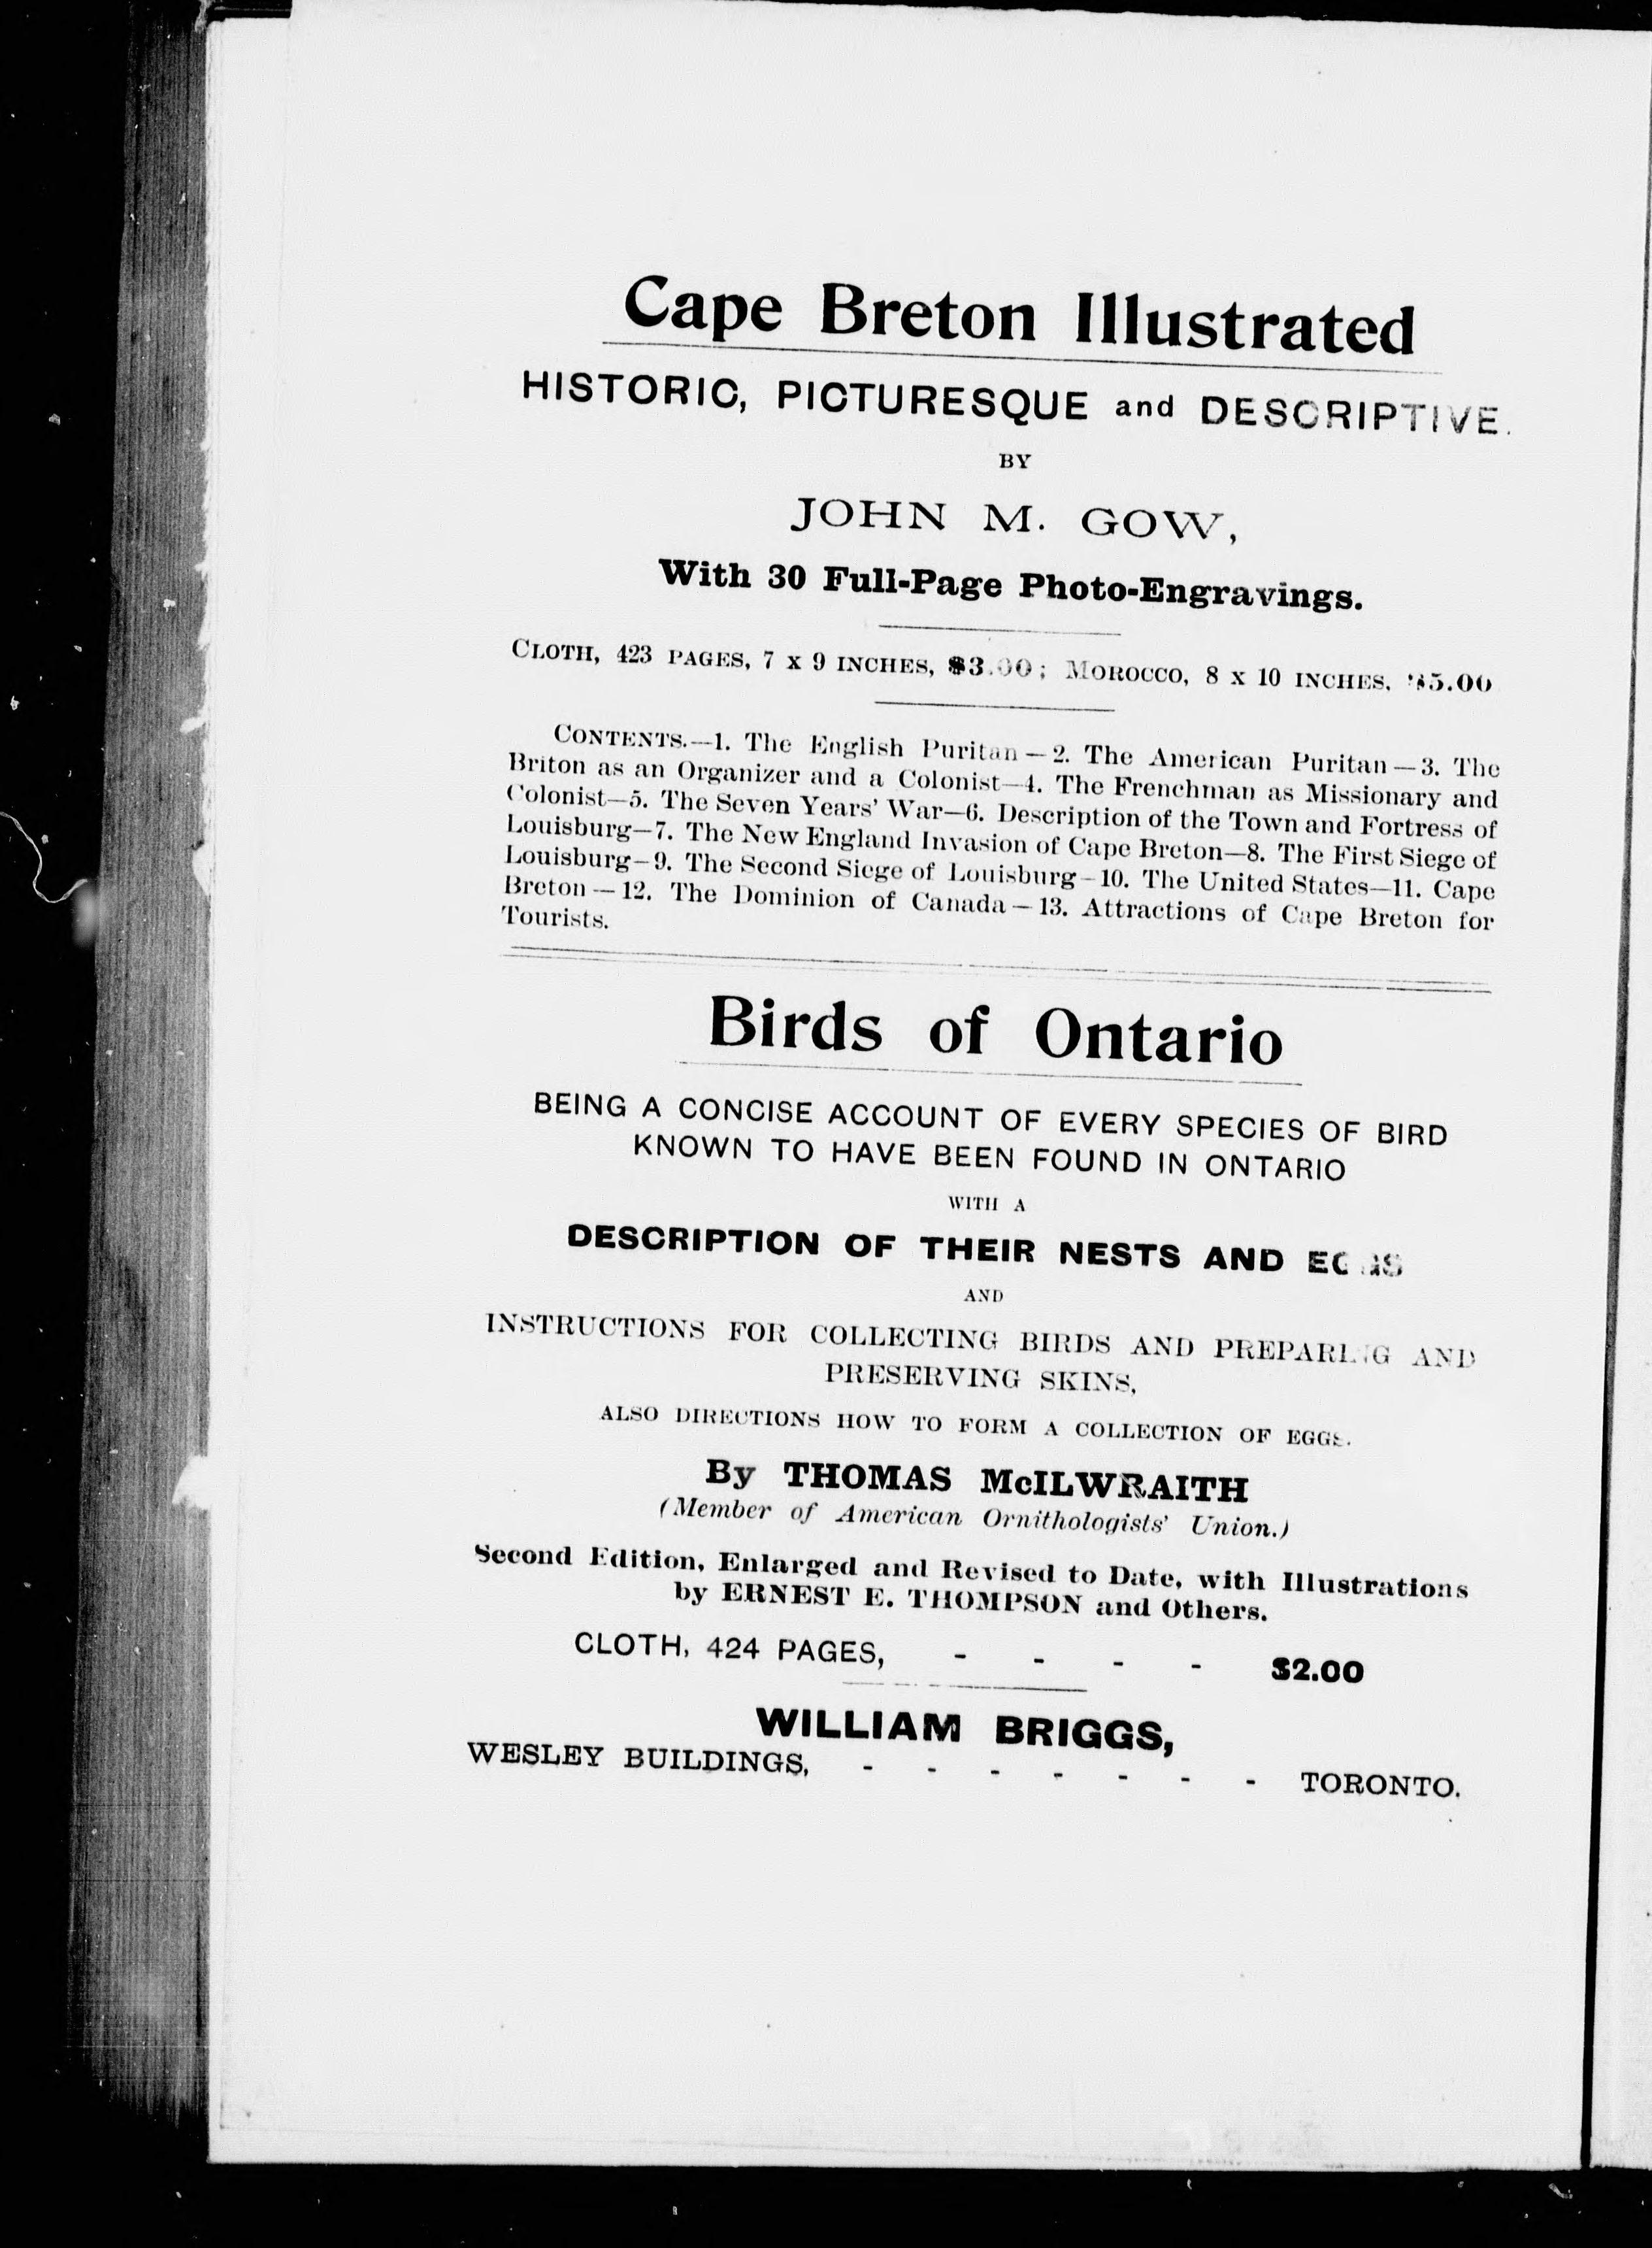 Cape Breton Illustrated
HISTORIC, PICTURESQUE and DESCRIPTIVE.
BY
JOHN M. GOW,
With 30 Full-Page Photo-Engravings.
CLOTH, 423 PAGES, 7 x 9 INCHES, $3.00; MOROCCO, 8 x 10 INCHES, $5.00
CONTENTS.—1. The English Puritan—2. The American Puritan—3. The
Briton as an Organizer and a Colonist—4. The Frenchman as Missionary and
Colonist—5. The Seven Years' War—6. Description of the Town and Fortress of
Louisburg—7. The New England Invasion of Cape Breton—8. The First Siege of
Louisburg—9. The Second Siege of Louisburg—10. The United States—11. Cape
Breton—12. The Dominion of Canada—13. Attractions of Cape Breton for
Tourists.
Birds of Ontario
BEING A CONCISE ACCOUNT OF EVERY SPECIES OF BIRD
KNOWN TO HAVE BEEN FOUND IN ONTARIO
WITH A
DESCRIPTION OF THEIR NESTS AND EGGS
AND
INSTRUCTIONS FOR COLLECTING BIRDS AND PREPARING AND
PRESERVING SKINS,
ALSO DIRECTIONS HOW TO FORM A COLLECTION OF EGGS.
By THOMAS McILWRAITH
(Member of American Ornithologists' Union.)
Second Edition, Enlarged and Revised to Date, with Illustrations
by ERNEST E. THOMPSON and Others.
CLOTH, 424 PAGES, - - - - $2.00
WILLIAM BRIGGS,
WESLEY BUILDINGS, - - - - - - - TORONTO.